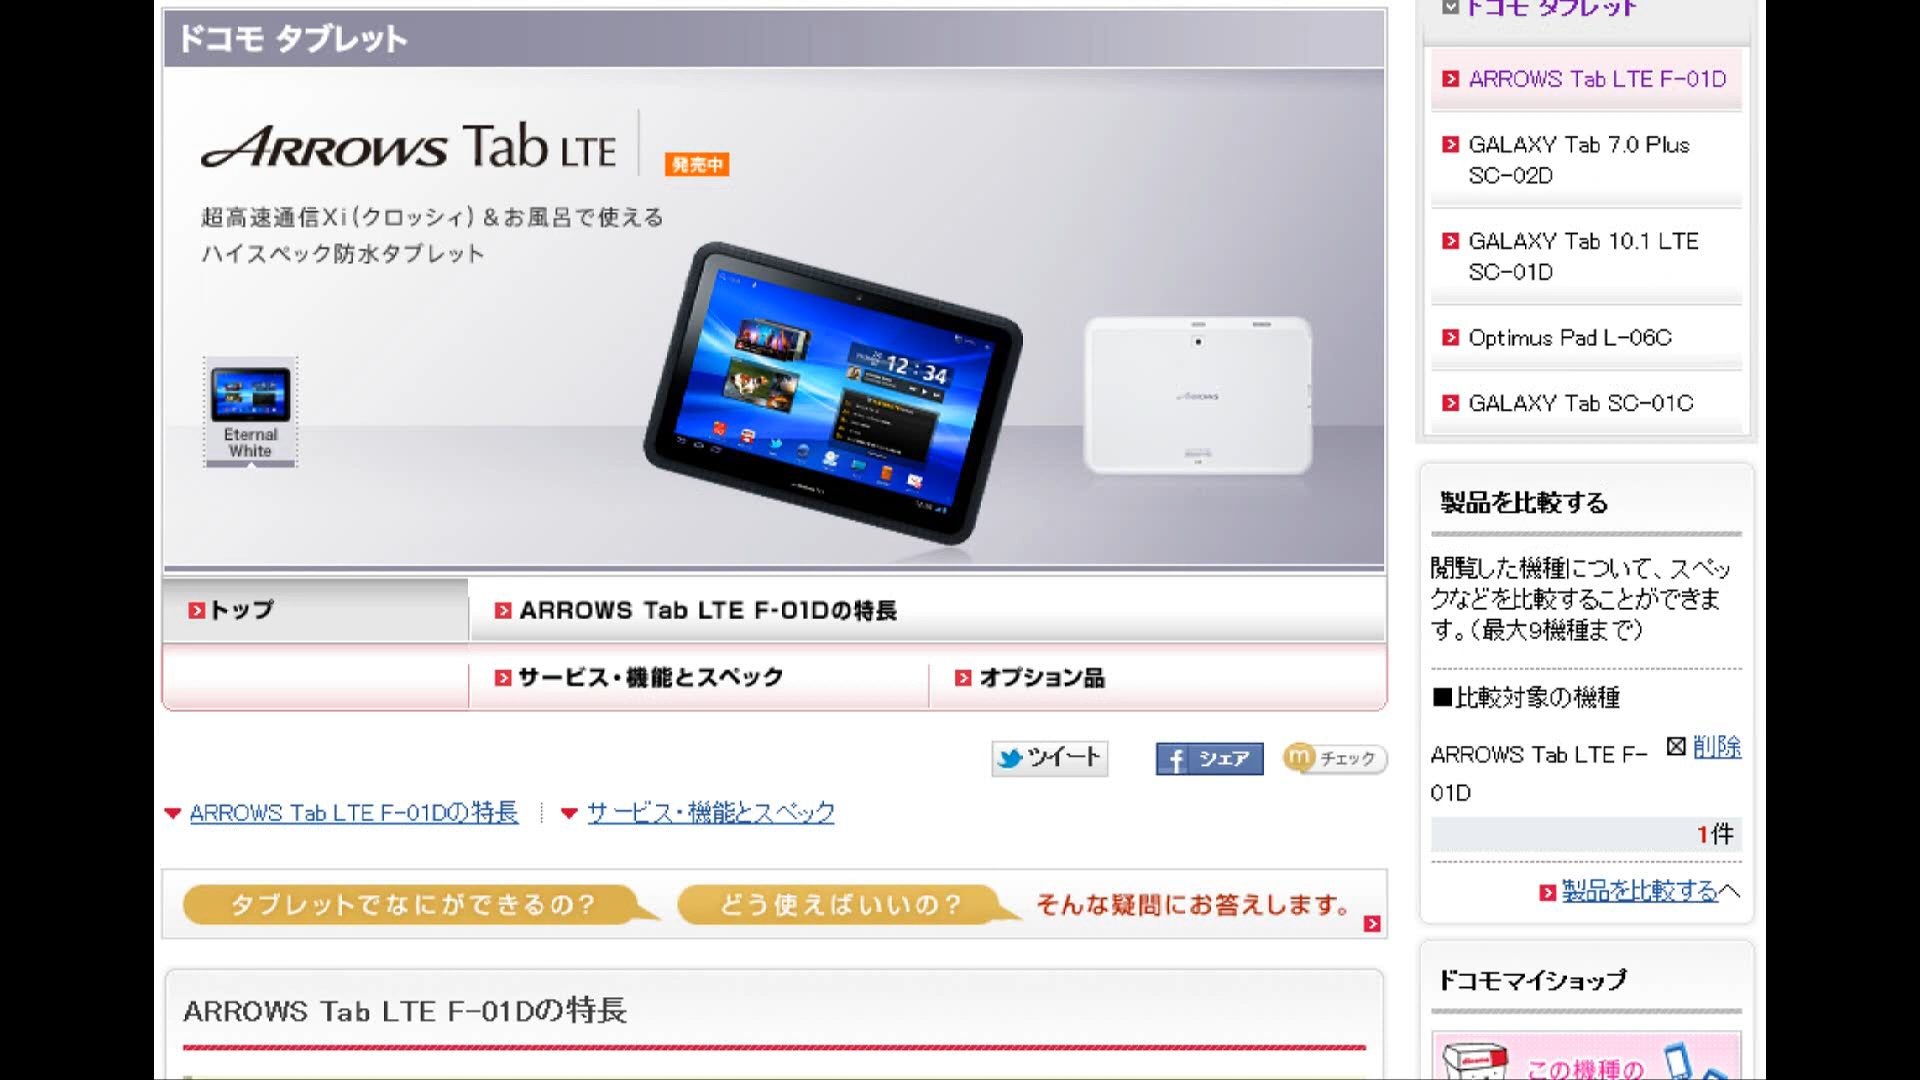 ドコモ タブレット
ARROWS Tab LTE
発売中
超高速通信Xi(クロッシィ)&お風呂で使える
ハイスペック防水タブレット
12:34
ARROWS
Eternal
White
トップ
ARROWS Tab LTE F-01Dの特長
サービス・機能とスペック
オプション品
ツイート
シェア
チェック
ARROWS Tab LTE F-01Dの特長
サービス・機能とスペック
タブレットでなにができるの?
どう使えばいいの?
そんな疑問にお答えします。
ARROWS Tab LTE F-01Dの特長
ドコモ タブレット
ARROWS Tab LTE F-01D
GALAXY Tab 7.0 Plus
SC-02D
GALAXY Tab 10.1 LTE
SC-01D
Optimus Pad L-06C
GALAXY Tab SC-01C
製品を比較する
閲覧した機種について、スペッ
クなどを比較することができま
す。(最大9機種まで)
■比較対象の機種
ARROWS Tab LTE F-
01D
削除
1件
製品を比較するへ
ドコモマイショップ
この機種の